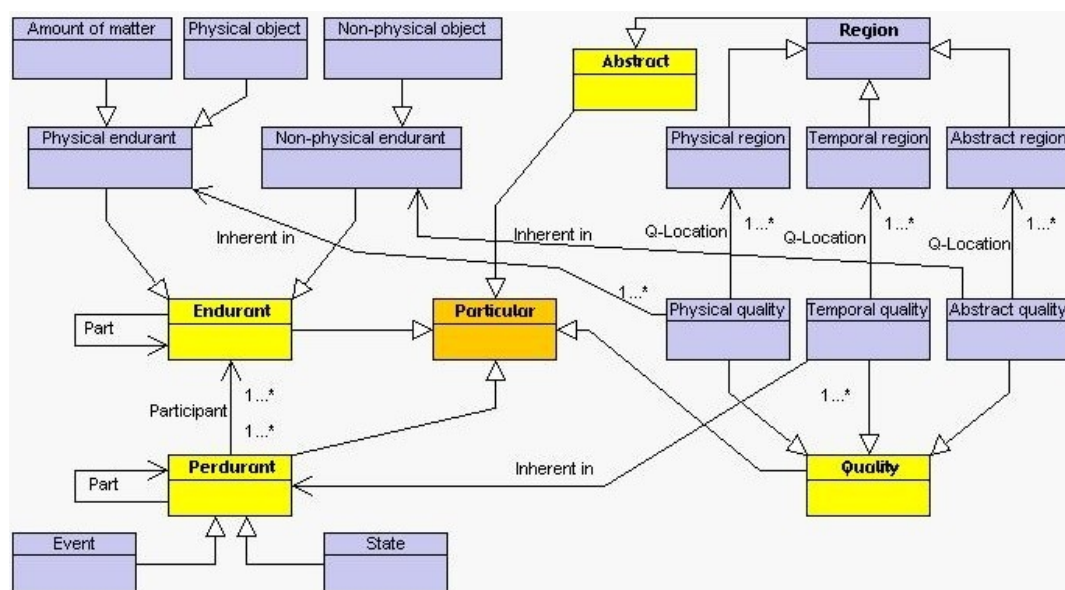 Amount of matter
Physical object
Non-physical object
Abstract
Region
Physical endurant
Non-physical endurant
Physical region
Temporal region
Abstract region
Inherent in
Inherent in
Q-Location
1...*
Q-Location
1...*
Q-Location
1...*
1...*
Endurant
Particular
Physical quality
Temporal quality
Abstract quality
Part
Participant
1...*
1...*
1...*
Perdurant
Part
Inherent in
Quality
Event
State